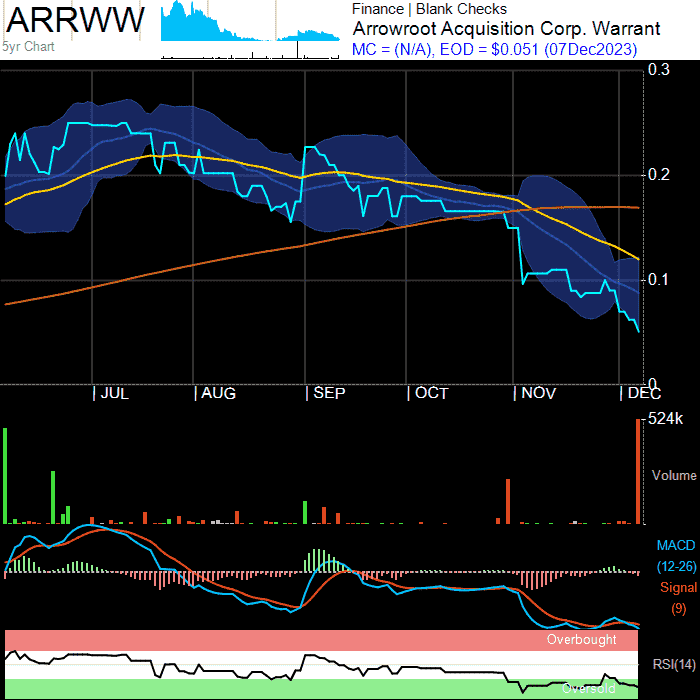 ARRWW
5yr Chart
Finance | Blank Checks
Arrowroot Acquisition Corp. Warrant
MC = (N/A), EOD = $0.051 (07Dec2023)
0.3
0.2
0.1
0
| JUL | AUG | SEP | OCT | NOV | DEC
524k
Volume
MACD
(12-26)
Signal
(9)
Overbought
RSI(14)
Oversold